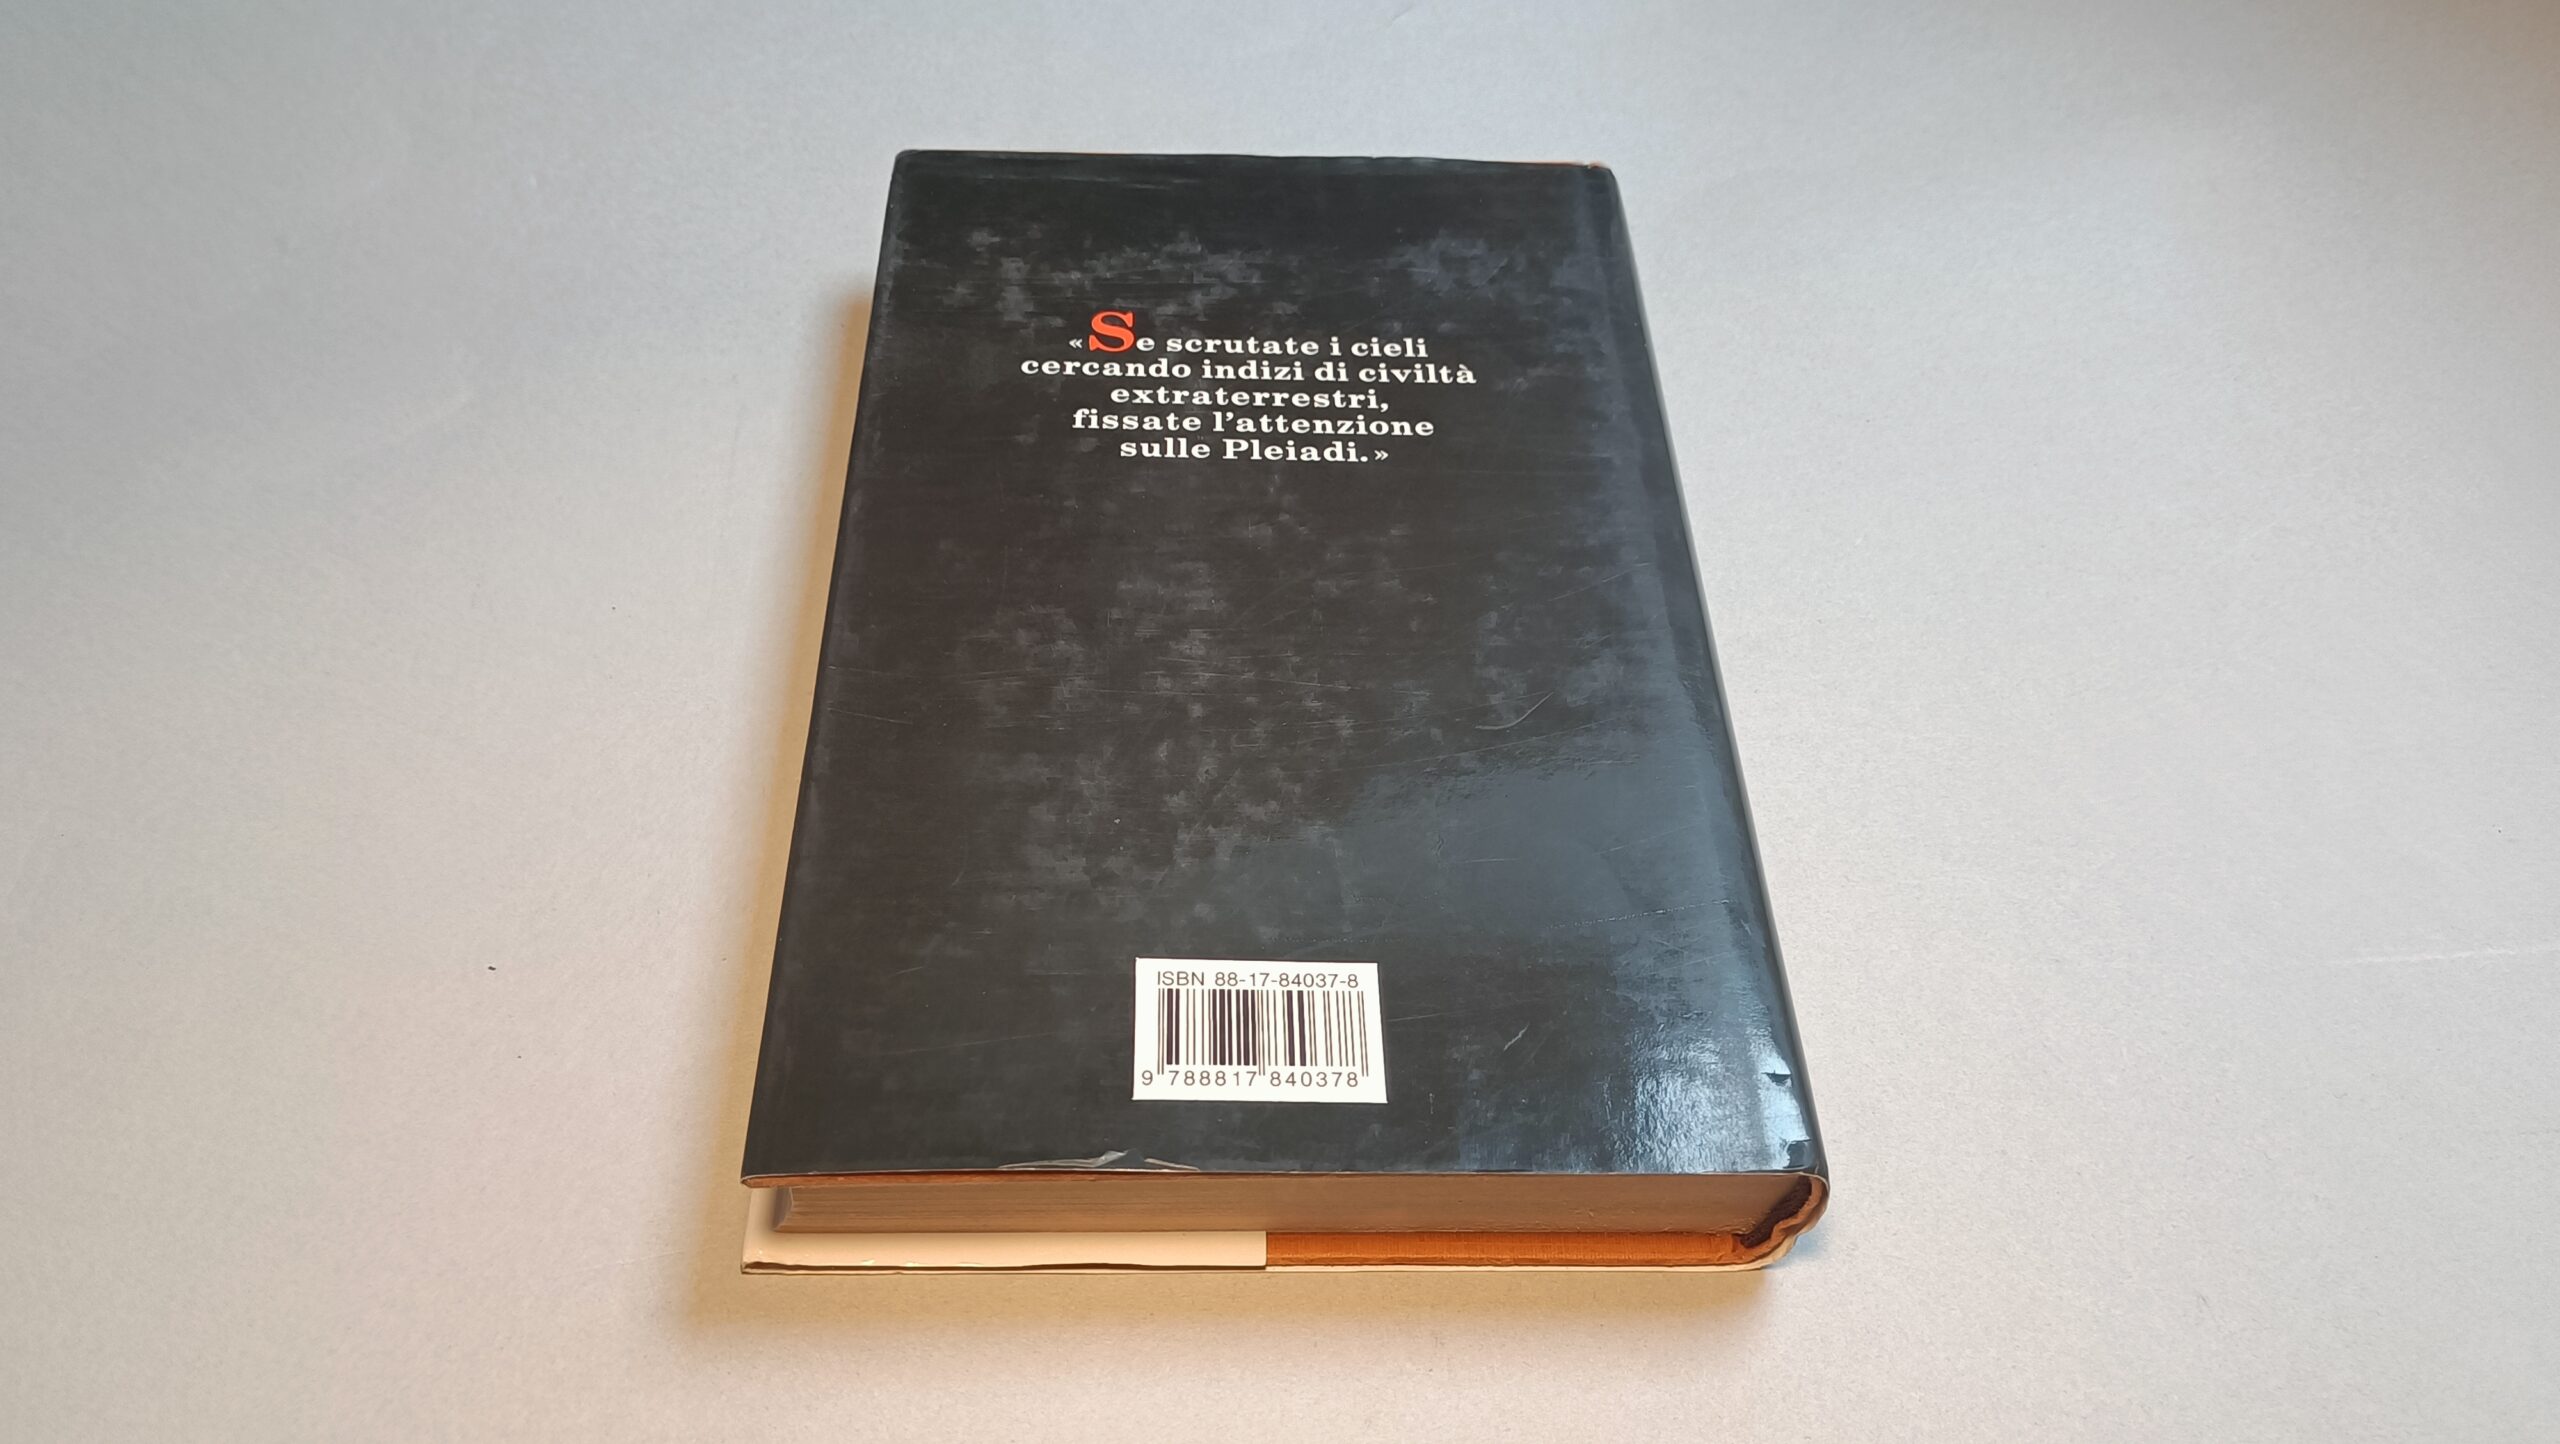 «Se scrutate i cieli
cercando indizi di civiltà
extraterrestri,
fissate l'attenzione
sulle Pleiadi.»
ISBN 88-17-84037-8
9 788817 840378